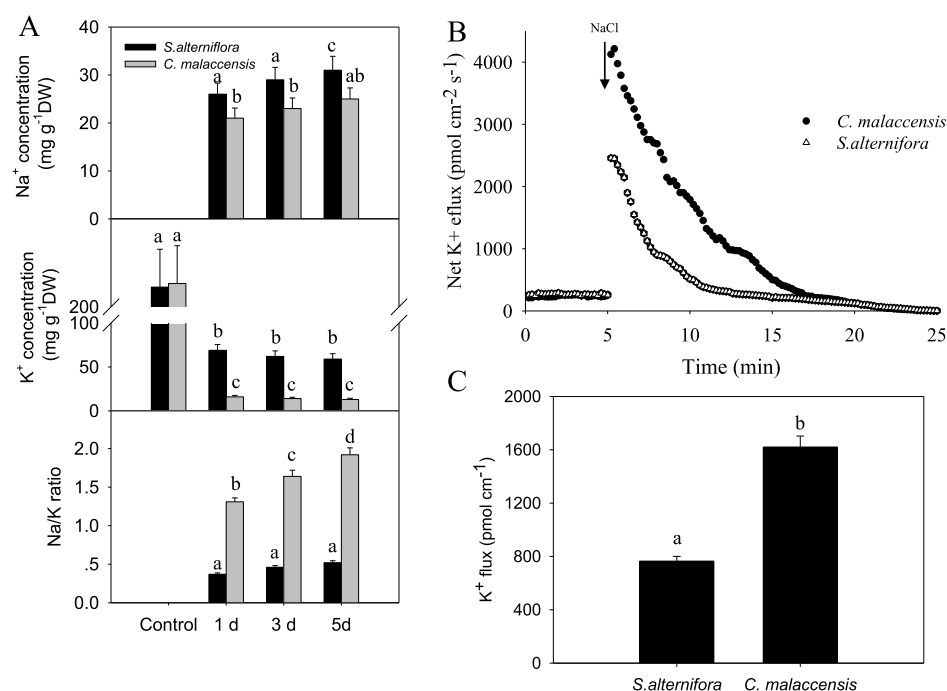 A
Na+ concentration
(mg g-1DW)
40
30
20
10
0
S.alterniflora
C. malaccensis
a
b
a
b
c
ab
K+ concentration
(mg g-1DW)
200
100
50
0
a a
b
c
b
c
b
c
Na/K ratio
2.0
1.5
1.0
.5
0.0
a
b
a
c
a
d
Control 1 d 3 d 5d
B
Net K+ eflux (pmol cm-2 s-1)
4000
3000
2000
1000
0
NaCl
C. malaccensis
S.alternifora
0 5 10 15 20 25
Time (min)
C
K+ flux (pmol cm-1)
2000
1600
1200
800
400
0
a
b
S.alternifora C. malaccensis